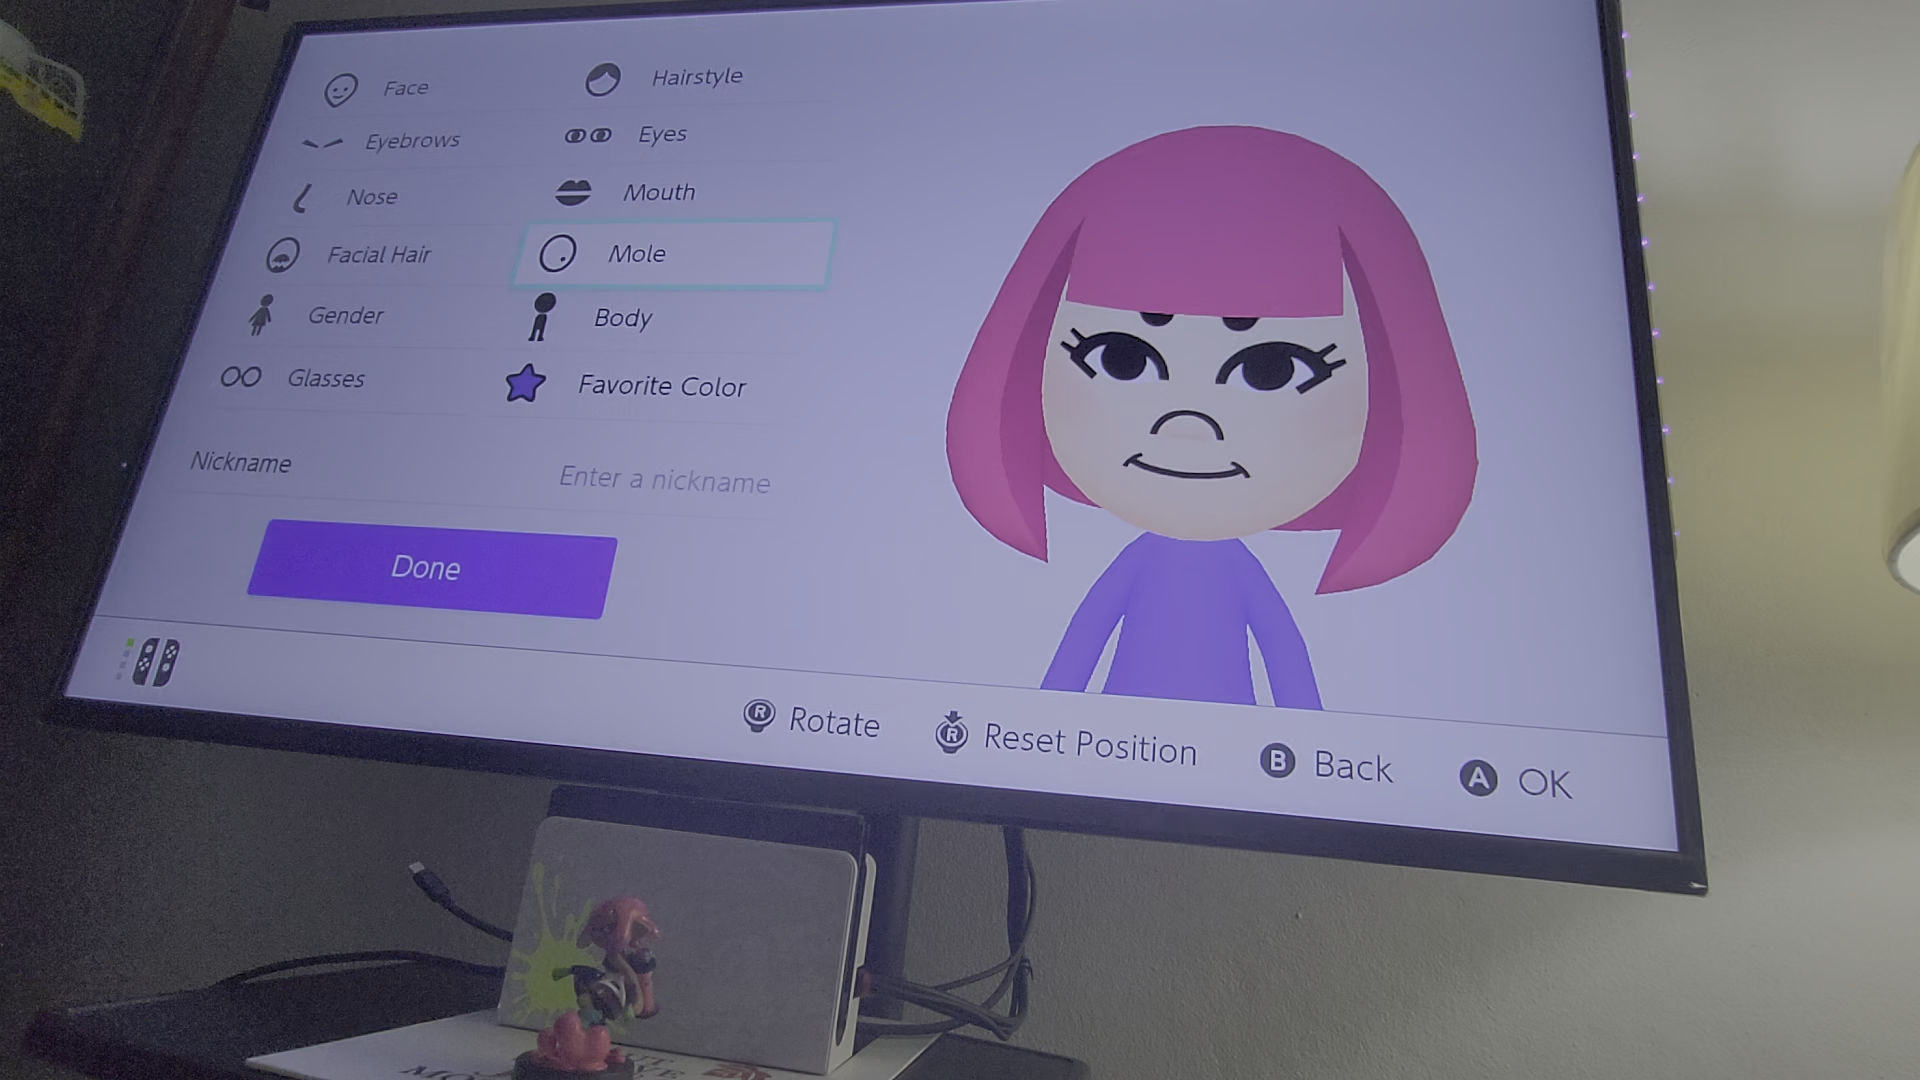 Face
Hairstyle
Eyebrows
Eyes
Nose
Mouth
Facial Hair
Mole
Gender
Body
Glasses
Favorite Color
Nickname
Enter a nickname
Done
R Rotate
R Reset Position
B Back
A OK